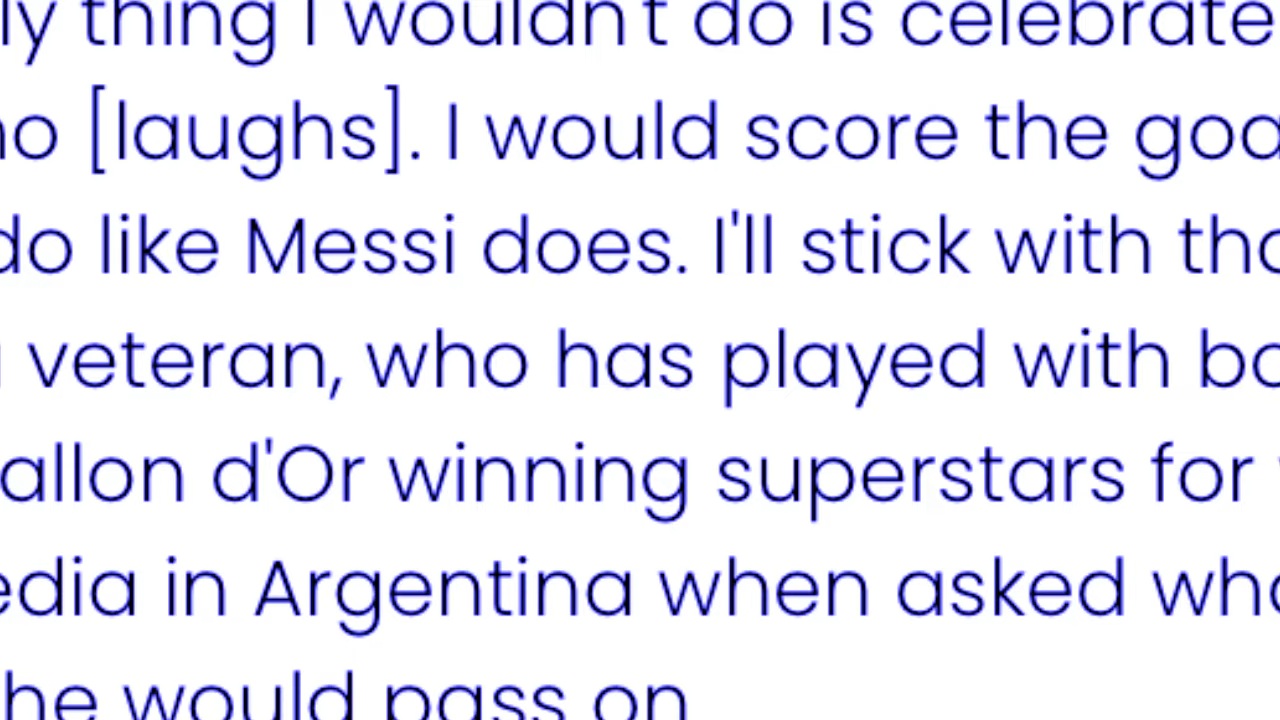 ly thing I wouldn't do is celebrate
no [laughs]. I would score the goa
do like Messi does. I'll stick with tha
veteran, who has played with bo
allon d'Or winning superstars for
edia in Argentina when asked wha
he would pass on